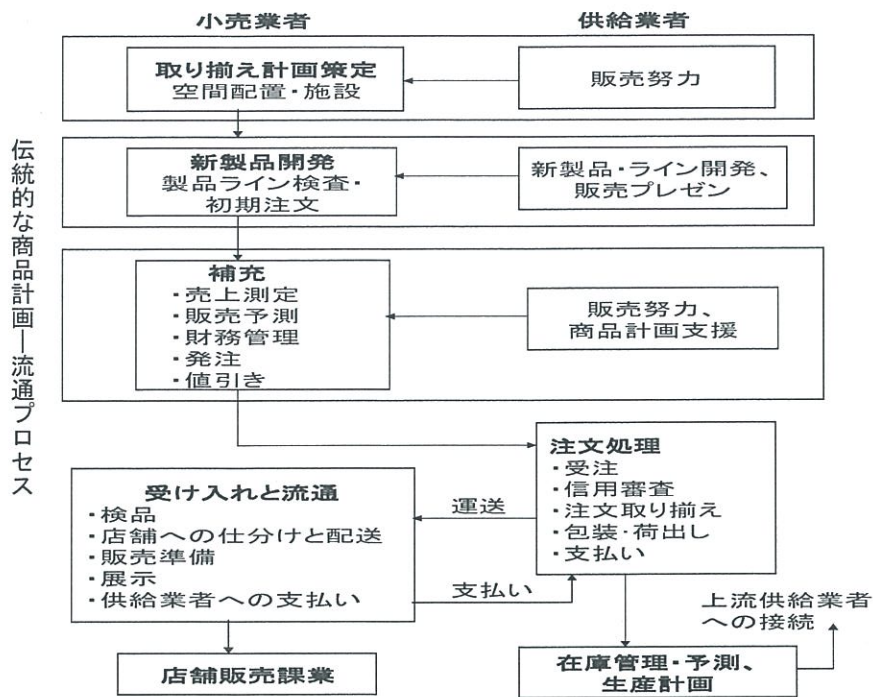 小売業者
供給業者
取り揃え計画策定
空間配置・施設
販売努力
新製品開発
製品ライン検査・
初期注文
新製品・ライン開発、
販売プレゼン
補充
・売上測定
・販売予測
・財務管理
・発注
・値引き
販売努力、
商品計画支援
伝統的な商品計画―流通プロセス
注文処理
・受注
・信用審査
・注文取り揃え
・包装・荷出し
・支払い
受け入れと流通
・検品
・店舗への仕分けと配送
・販売準備
・展示
・供給業者への支払い
運送
支払い
上流供給業者
への接続
店舗販売課業
在庫管理・予測、
生産計画